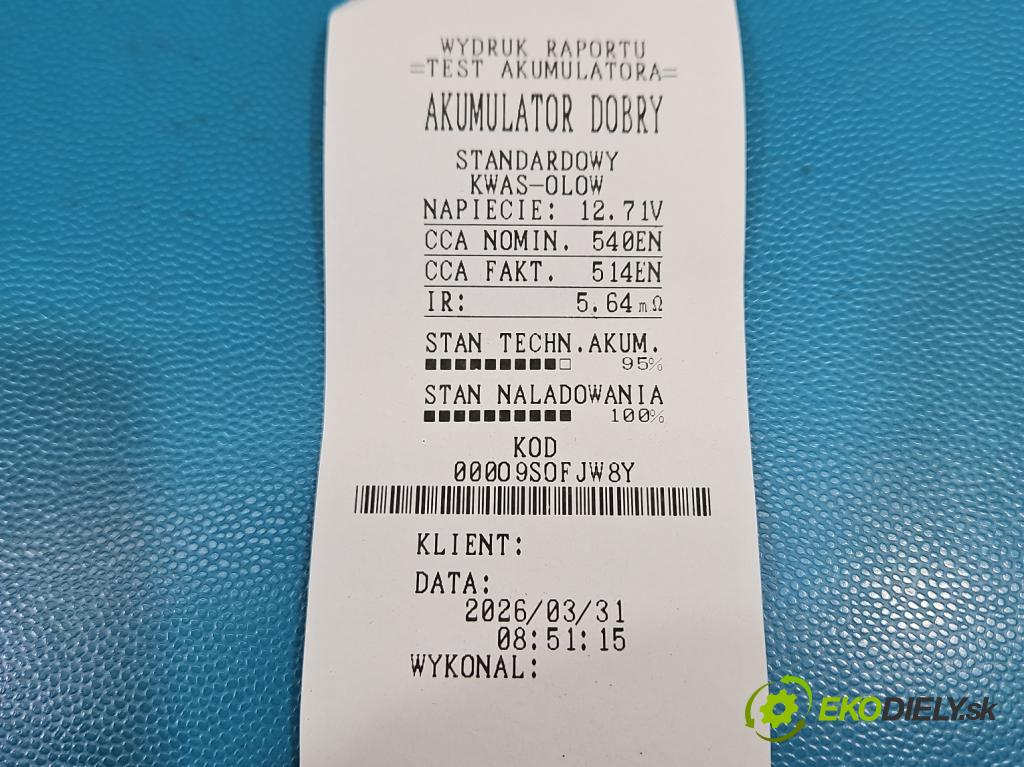 WYDRUK RAPORTU
=TEST AKUMULATORA=
AKUMULATOR DOBRY
STANDARDOWY
KWAS-OLOW
NAPIECIE: 12.71V
CCA NOMIN. 540EN
CCA FAKT. 514EN
IR: 5.64mΩ
STAN TECHN.AKUM.
95%
STAN NALADOWANIA
100%
KOD
000O9S0FJW8Y
KLIENT:
DATA:
2026/03/31
08:51:15
WYKONAL:
EKODIELY.sk